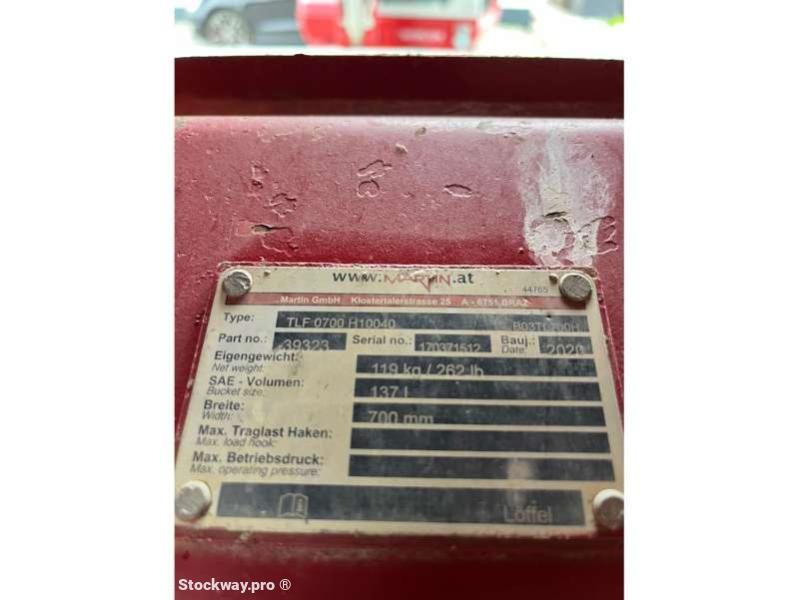 www.MARTIN.at
44765
Martin GmbH Klostertalerstrasse 25 A - 6751 BRAZ
Type: TLF 0700 H10040
Part no.: 39323 Serial no.: 170371512 Bauj.: 2020
Date:
Eigengewicht: 119 kg / 262 lb
Net weight:
SAE - Volumen: 137 l
Bucket size:
Breite: 700 mm
Width:
Max. Traglast Haken:
Max. load hook:
Max. Betriebsdruck:
Max. operating pressure:
Löffel
Stockway.pro ®